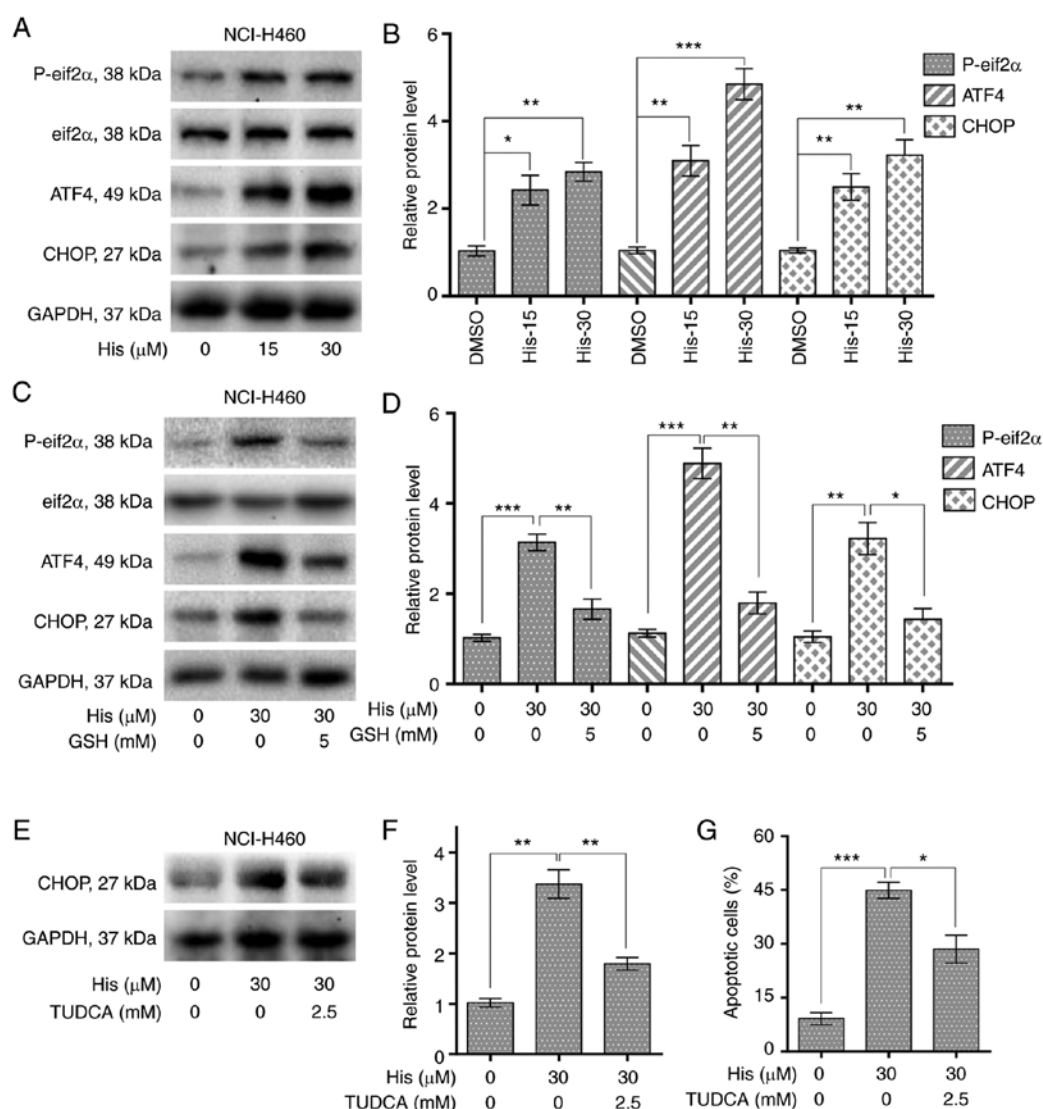 A
NCI-H460
P-eif2α, 38 kDa
eif2α, 38 kDa
ATF4, 49 kDa
CHOP, 27 kDa
GAPDH, 37 kDa
His (μM) 0 15 30
B
Relative protein level
6
4
2
0
* ** ** *** ** **
DMSO His-15 His-30 DMSO His-15 His-30 DMSO His-15 His-30
P-eif2α
ATF4
CHOP
C
NCI-H460
P-eif2α, 38 kDa
eif2α, 38 kDa
ATF4, 49 kDa
CHOP, 27 kDa
GAPDH, 37 kDa
His (μM) 0 30 30
GSH (mM) 0 0 5
D
Relative protein level
6
4
2
0
*** ** *** ** ** *
His (μM) 0 30 30 0 30 30 0 30 30
GSH (mM) 0 0 5 0 0 5 0 0 5
P-eif2α
ATF4
CHOP
E
NCI-H460
CHOP, 27 kDa
GAPDH, 37 kDa
His (μM) 0 30 30
TUDCA (mM) 0 0 2.5
F
Relative protein level
4
3
2
1
0
** **
His (μM) 0 30 30
TUDCA (mM) 0 0 2.5
G
Apoptotic cells (%)
60
45
30
15
0
*** *
His (μM) 0 30 30
TUDCA (mM) 0 0 2.5